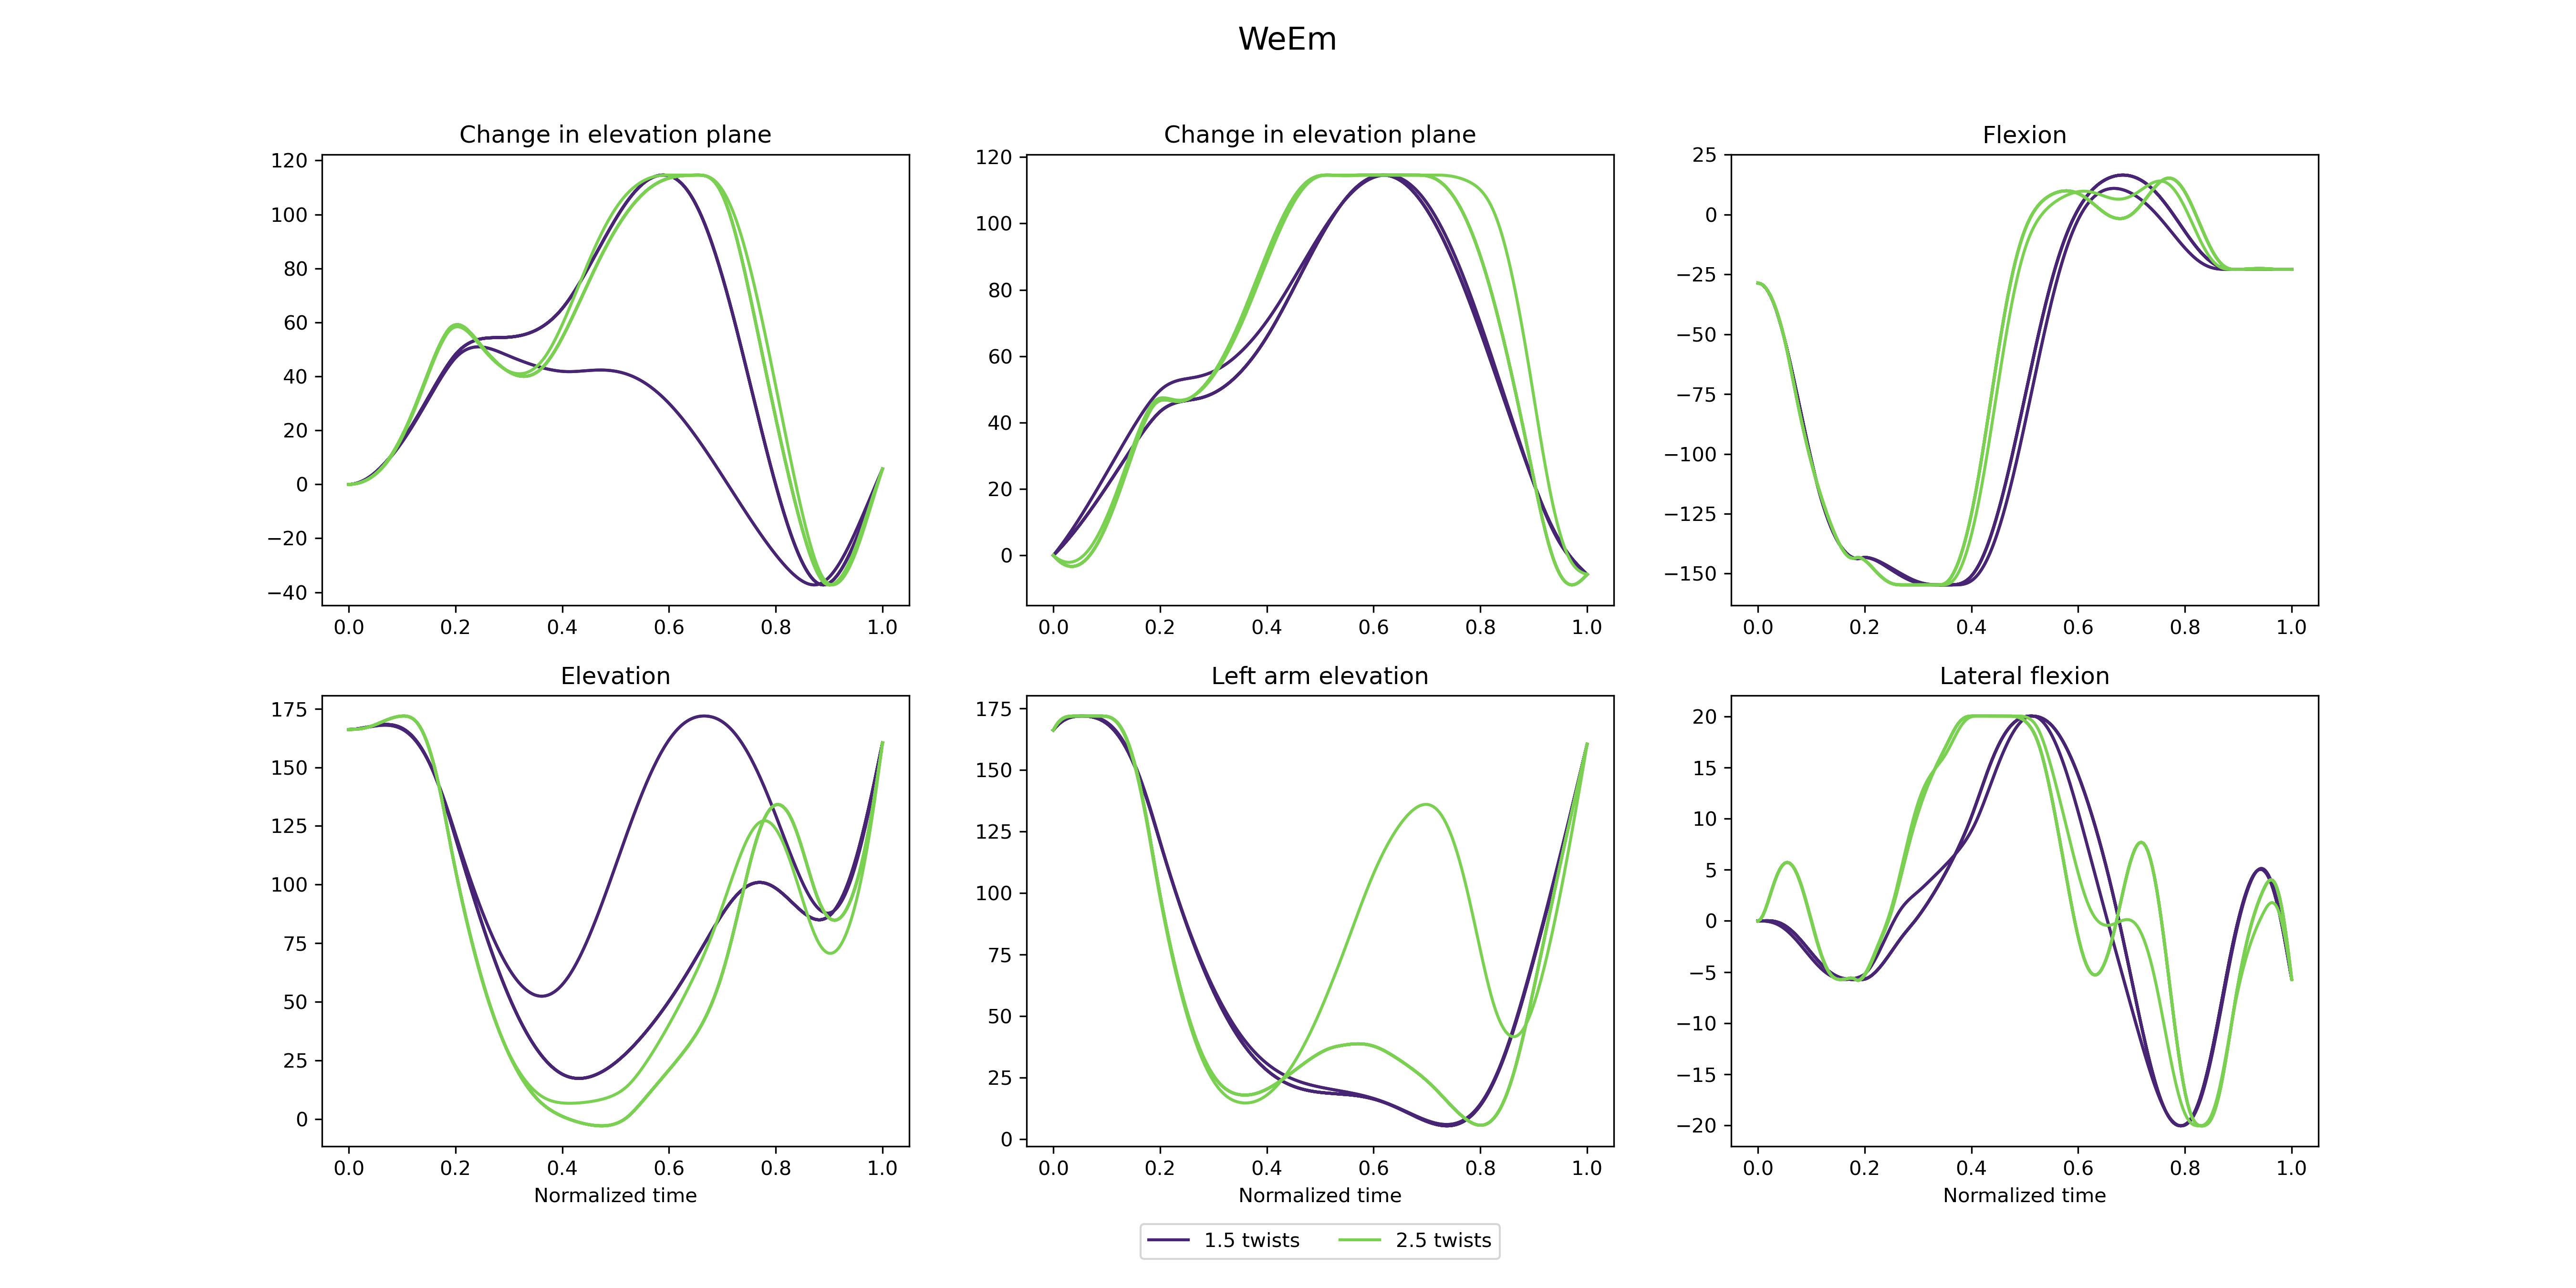 WeEm
Change in elevation plane
Change in elevation plane
Flexion
120
100
80
60
40
20
0
−20
−40
0.0 0.2 0.4 0.6 0.8 1.0
120
100
80
60
40
20
0
0.0 0.2 0.4 0.6 0.8 1.0
25
0
−25
−50
−75
−100
−125
−150
0.0 0.2 0.4 0.6 0.8 1.0
Elevation
Left arm elevation
Lateral flexion
175
150
125
100
75
50
25
0
0.0 0.2 0.4 0.6 0.8 1.0
Normalized time
175
150
125
100
75
50
25
0
0.0 0.2 0.4 0.6 0.8 1.0
Normalized time
20
15
10
5
0
−5
−10
−15
−20
0.0 0.2 0.4 0.6 0.8 1.0
Normalized time
1.5 twists 2.5 twists